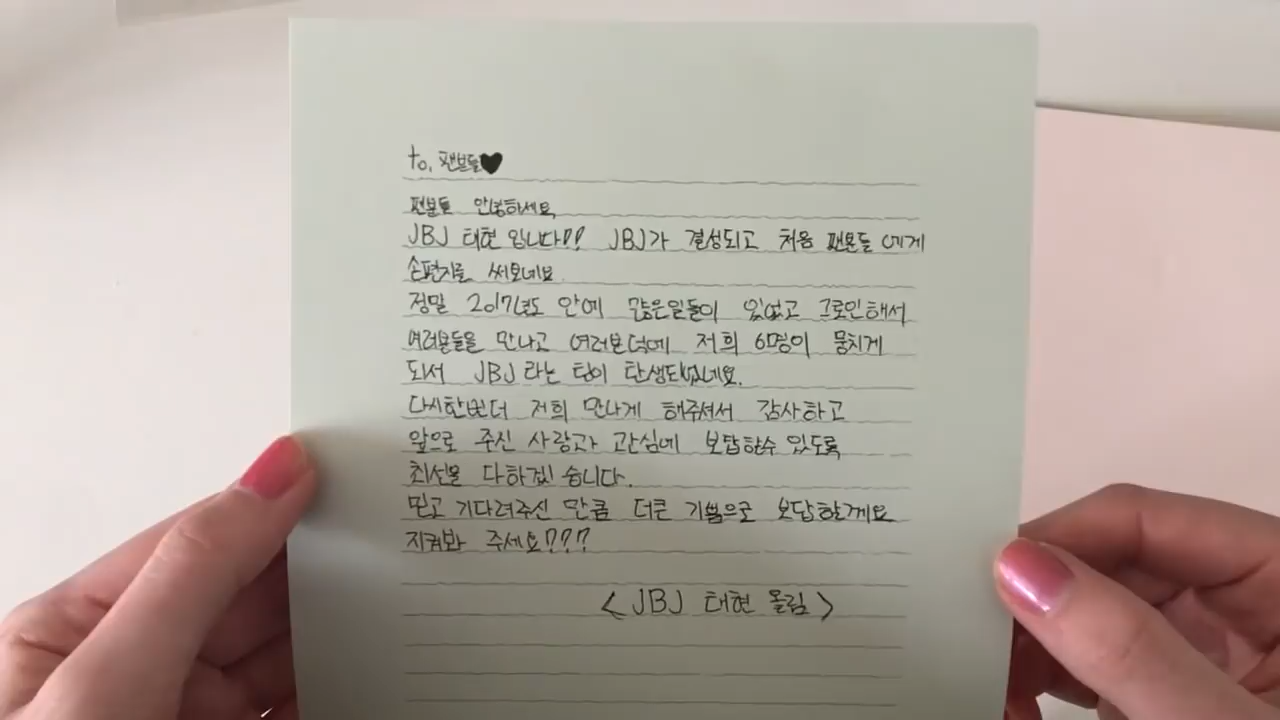 to. 팬분들♥
팬분들 안녕하세요
JBJ 태현 입니다!! JBJ가 결성되고 처음 팬분들 에게
손편지를 써보네요.
정말 2017년도 안에 많은일들이 있었고 그로인해서
여러분들을 만나고 여러분덕에 저희 6명이 뭉치게
되서 JBJ 라는 팀이 탄생되었네요.
다시한번더 저희 만나게 해주셔서 감사하고
앞으로 주신 사랑과 관심에 보답할수 있도록
최선을 다하겠습니다.
믿고 기다려주신 만큼 더큰 기쁨으로 보답할게요
지켜봐 주세요???
<JBJ 태현 올림>